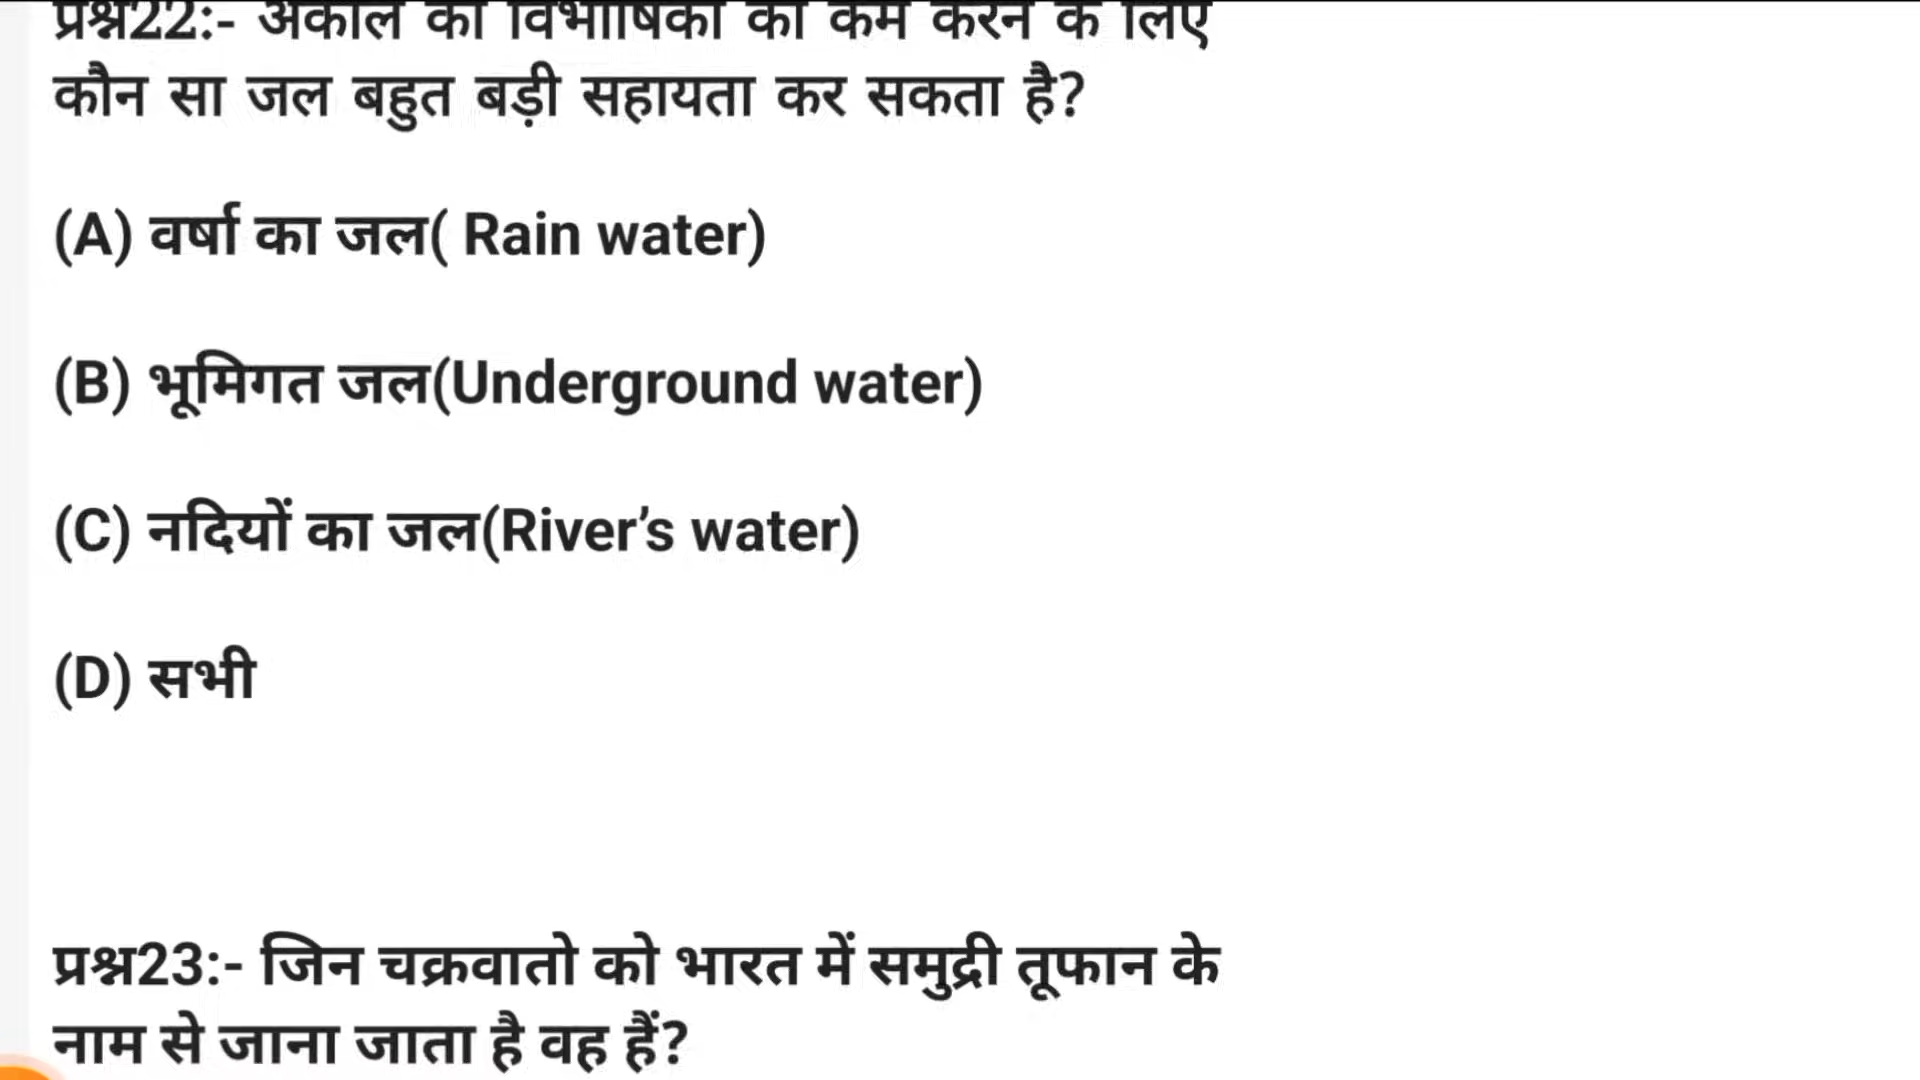 प्रश्न22:- अकाल की विभीषिका को कम करने के लिए
कौन सा जल बहुत बड़ी सहायता कर सकता है?
(A) वर्षा का जल( Rain water)
(B) भूमिगत जल(Underground water)
(C) नदियों का जल(River’s water)
(D) सभी
प्रश्न23:- जिन चक्रवातो को भारत में समुद्री तूफान के
नाम से जाना जाता है वह हैं?